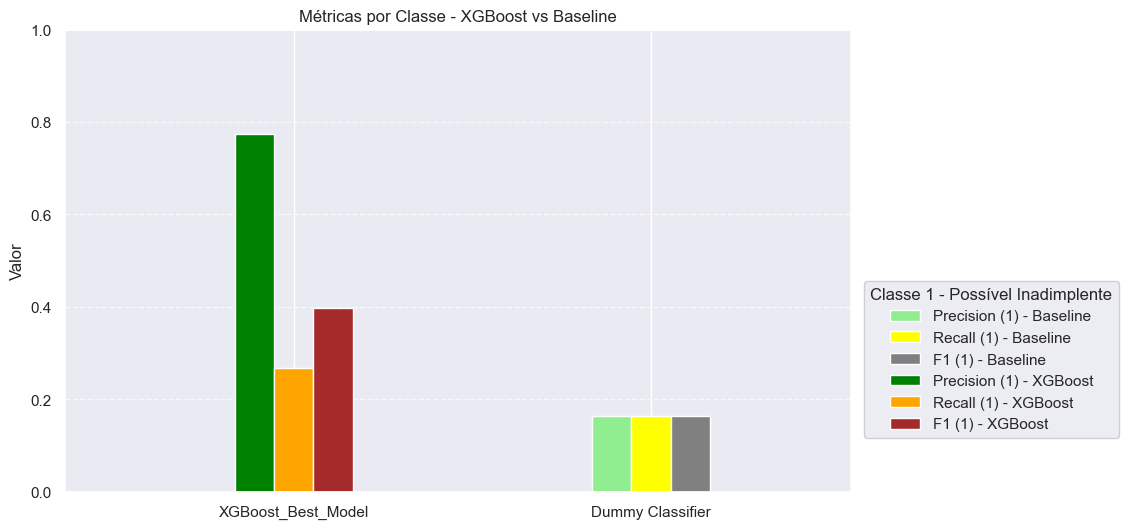 Métricas por Classe - XGBoost vs Baseline
1.0
0.8
0.6
0.4
0.2
0.0
Valor
XGBoost_Best_Model
Dummy Classifier
Classe 1 - Possível Inadimplente
Precision (1) - Baseline
Recall (1) - Baseline
F1 (1) - Baseline
Precision (1) - XGBoost
Recall (1) - XGBoost
F1 (1) - XGBoost